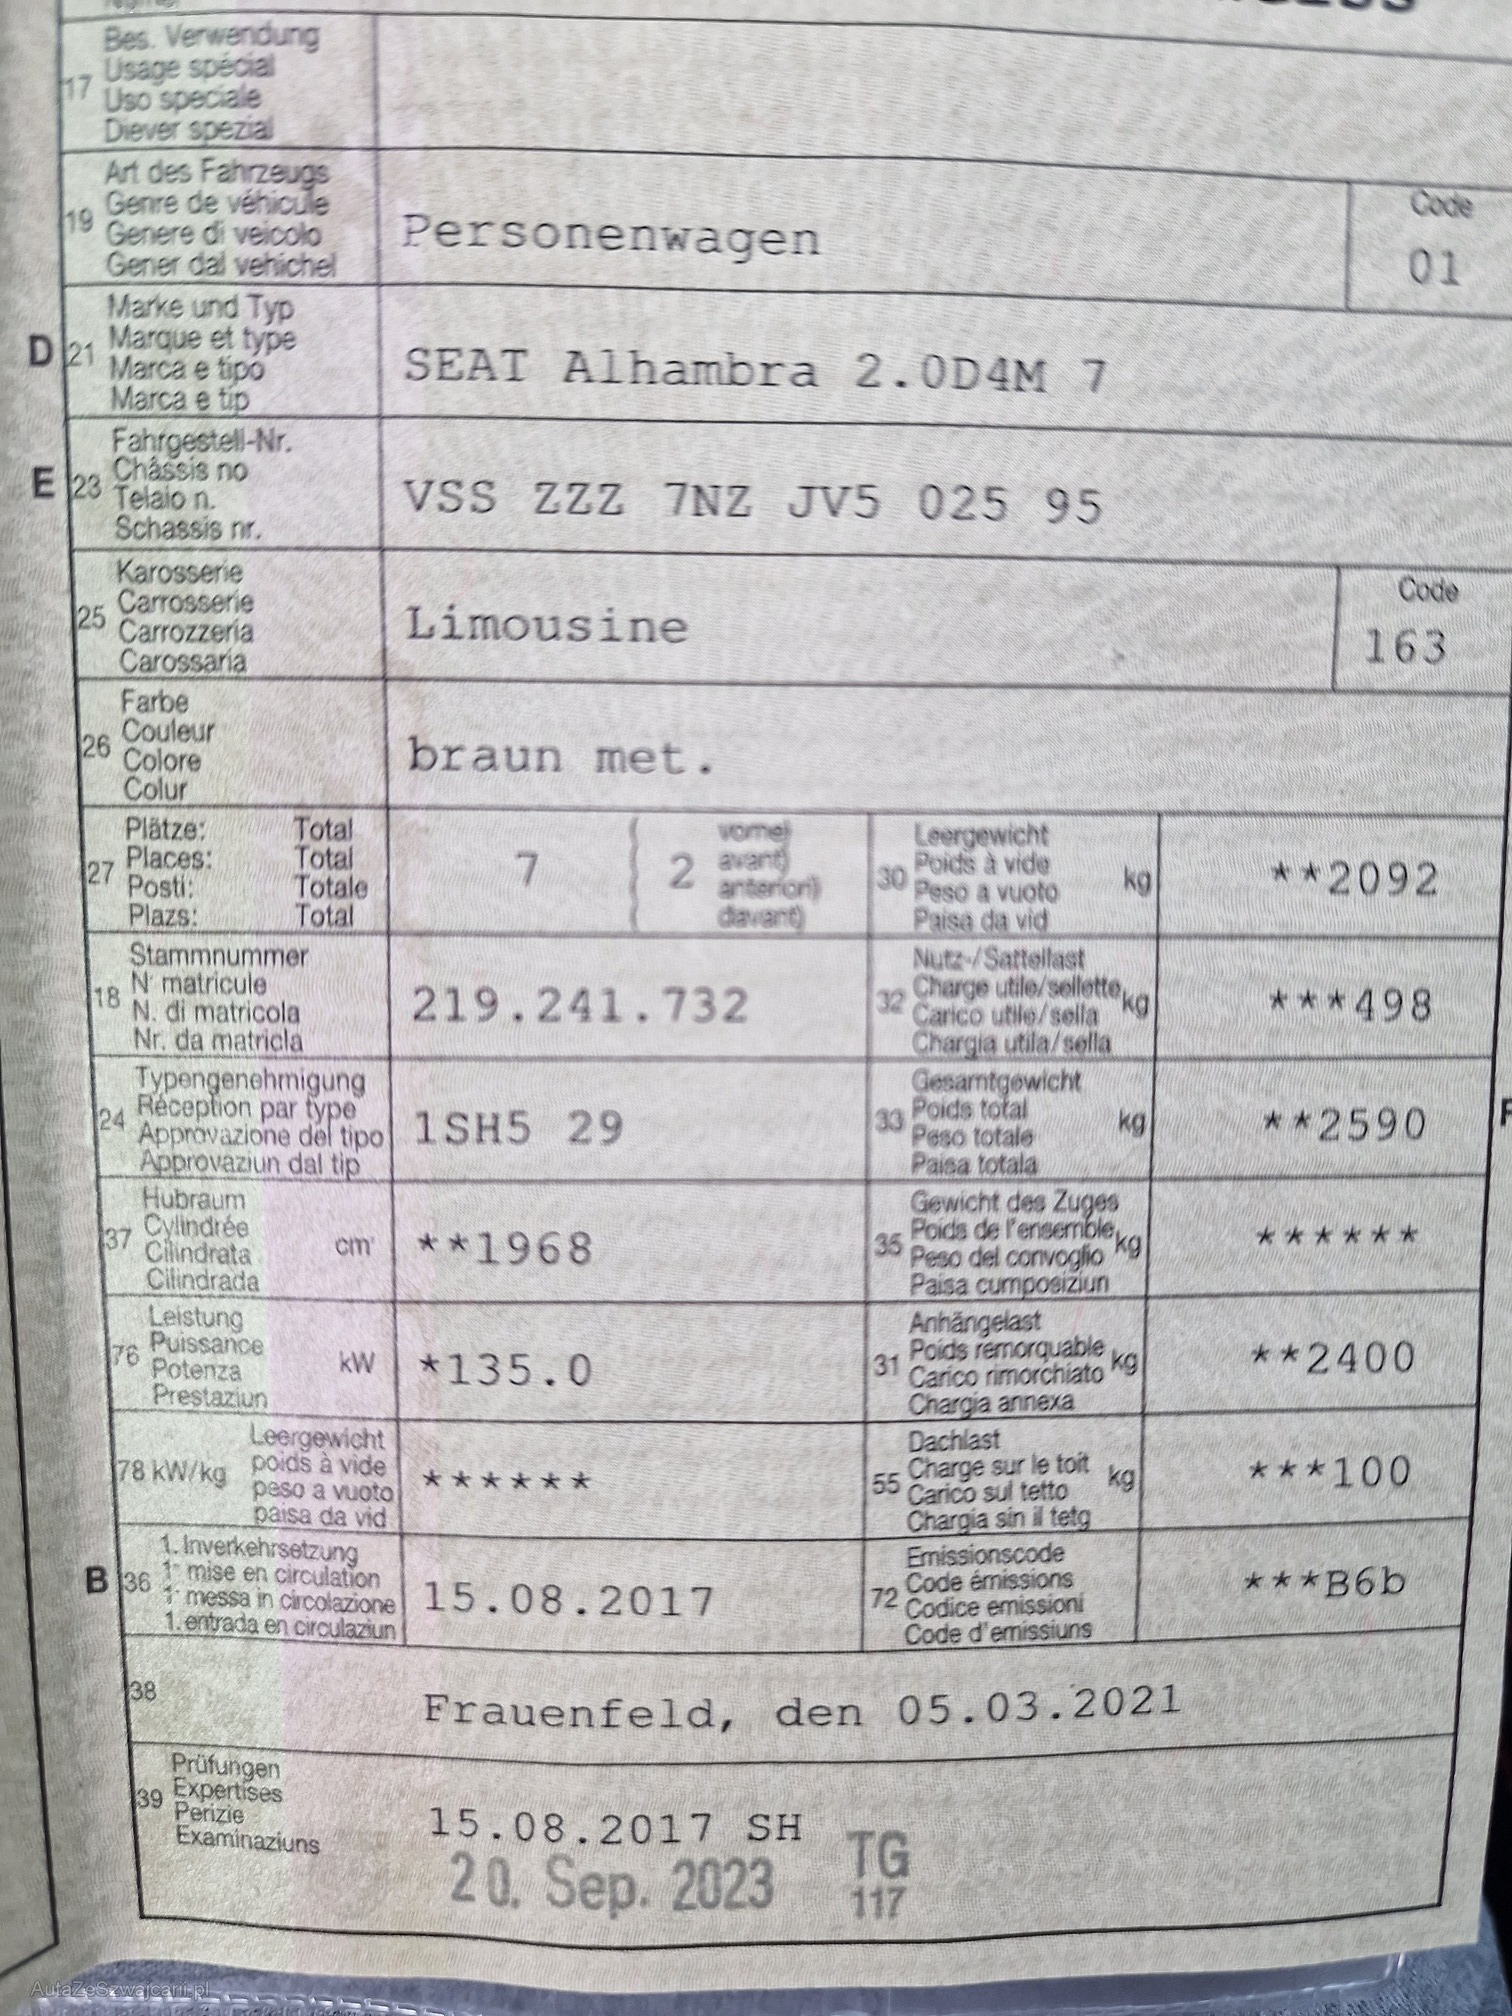 Bes. Verwendung
Usage spécial
17 Uso speciale
Diever spezial
Art des Fahrzeugs
Genre de véhicule Code
19 Genere di veicolo Personenwagen 01
Gener dal vehichel
Marke und Typ
D 21 Marque et type
Marca e tipo SEAT Alhambra 2.0D4M 7
Marca e tip
Fahrgestell-Nr.
E 23 Châssis no
Telaio n. VSS ZZZ 7NZ JV5 025 95
Schassis nr.
Karosserie
25 Carrosserie Code
Carrozzeria Limousine 163
Carossaria
Farbe
26 Couleur
Colore braun met.
Colur
Plätze: Total vorne)
27 Places: Total 7 ( 2 avant)
Posti: Totale anteriori)
Plazs: Total davant)
Leergewicht
30 Poids à vide
Peso a vuoto kg **2092
Paisa da vid
Stammnummer
18 N° matricule
N. di matricola 219.241.732
Nr. da matricla
Nutz-/Sattellast
32 Charge utile/sellette kg ***498
Carico utile/sella
Chargia utila/sella
Typengenehmigung
24 Réception par type
Approvazione del tipo 1SH5 29
Approvaziun dal tip
Gesamtgewicht
33 Poids total kg **2590
Peso totale
Paisa totala
Hubraum
37 Cylindrée
Cilindrata cm³ **1968
Cilindrada
Gewicht des Zuges
35 Poids de l'ensemble kg ******
Peso del convoglio
Paisa cumposiziun
Leistung
76 Puissance
Potenza kW *135.0
Prestaziun
Anhängelast
31 Poids remorquable kg **2400
Carico rimorchiato
Chargia annexa
Leergewicht
78 kW/kg poids à vide ******
peso a vuoto
paisa da vid
Dachlast
55 Charge sur le toit kg ***100
Carico sul tetto
Chargia sin il tetg
1. Inverkehrsetzung
B 36 1re mise en circulation
1a messa in circolazione 15.08.2017
1. entrada en circulaziun
Emissionscode
72 Code émissions ***B6b
Codice emissioni
Code d'emissiuns
38 Frauenfeld, den 05.03.2021
Prüfungen
39 Expertises
Perizie 15.08.2017 SH
Examinaziuns
20. Sep. 2023 TG
117
AutaZeSzwajcarii.pl